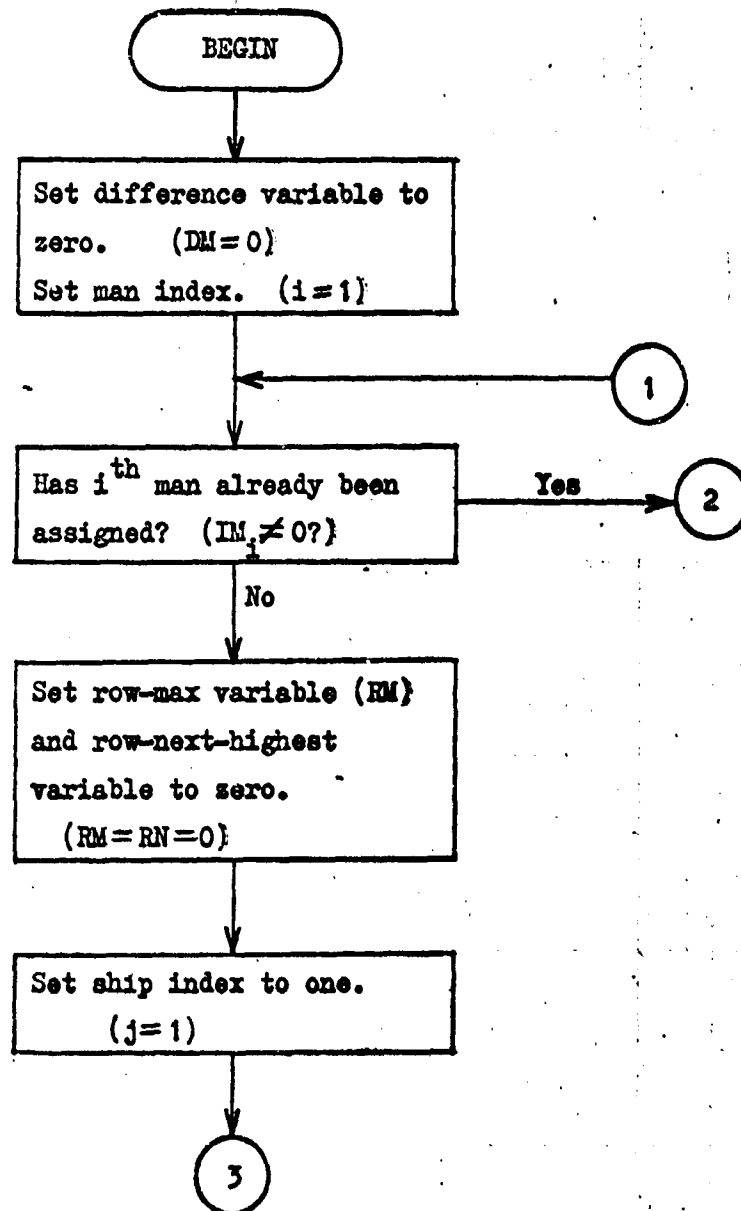 BEGIN
Set difference variable to
zero. (DM=0)
Set man index. (i=1)
1
Has i^th man already been
assigned? (IM_i≠0?)
Yes
2
No
Set row-max variable (RM)
and row-next-highest
variable to zero.
(RM=RN=0)
Set ship index to one.
(j=1)
3